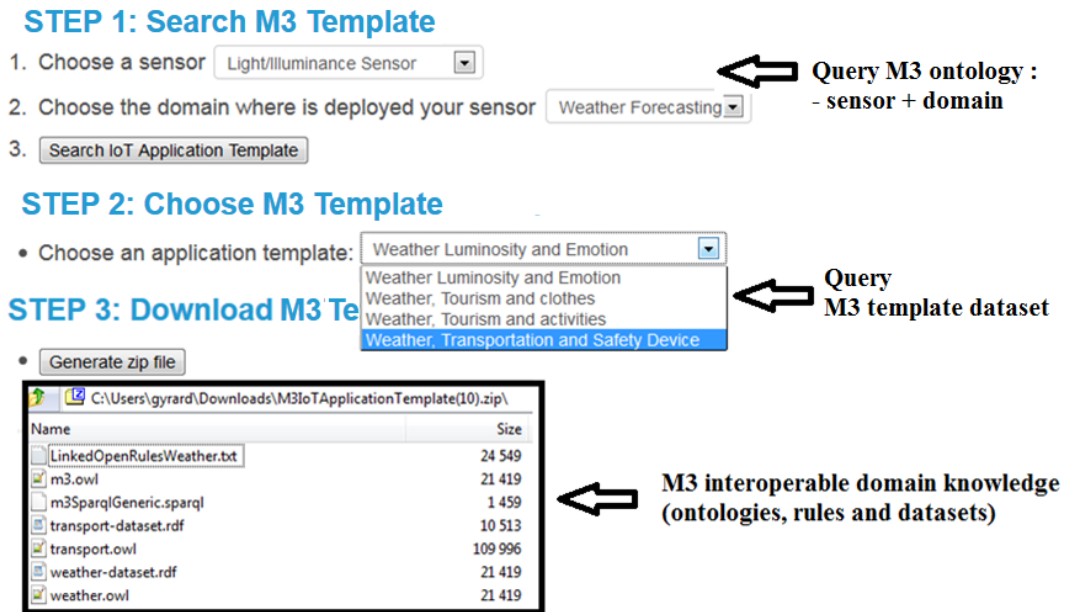 STEP 1: Search M3 Template
1. Choose a sensor Light/Illuminance Sensor
2. Choose the domain where is deployed your sensor Weather Forecasting
3. Search IoT Application Template
Query M3 ontology :
- sensor + domain
STEP 2: Choose M3 Template
• Choose an application template: Weather Luminosity and Emotion
Weather Luminosity and Emotion
Weather, Tourism and clothes
Weather, Tourism and activities
Weather, Transportation and Safety Device
Query
M3 template dataset
STEP 3: Download M3 Te
• Generate zip file
C:\Users\gyrard\Downloads\M3IoTApplicationTemplate(10).zip\
Name Size
LinkedOpenRulesWeather.txt 24 549
m3.owl 21 419
m3SparqlGeneric.sparql 1 459
transport-dataset.rdf 10 513
transport.owl 109 996
weather-dataset.rdf 21 419
weather.owl 21 419
M3 interoperable domain knowledge
(ontologies, rules and datasets)